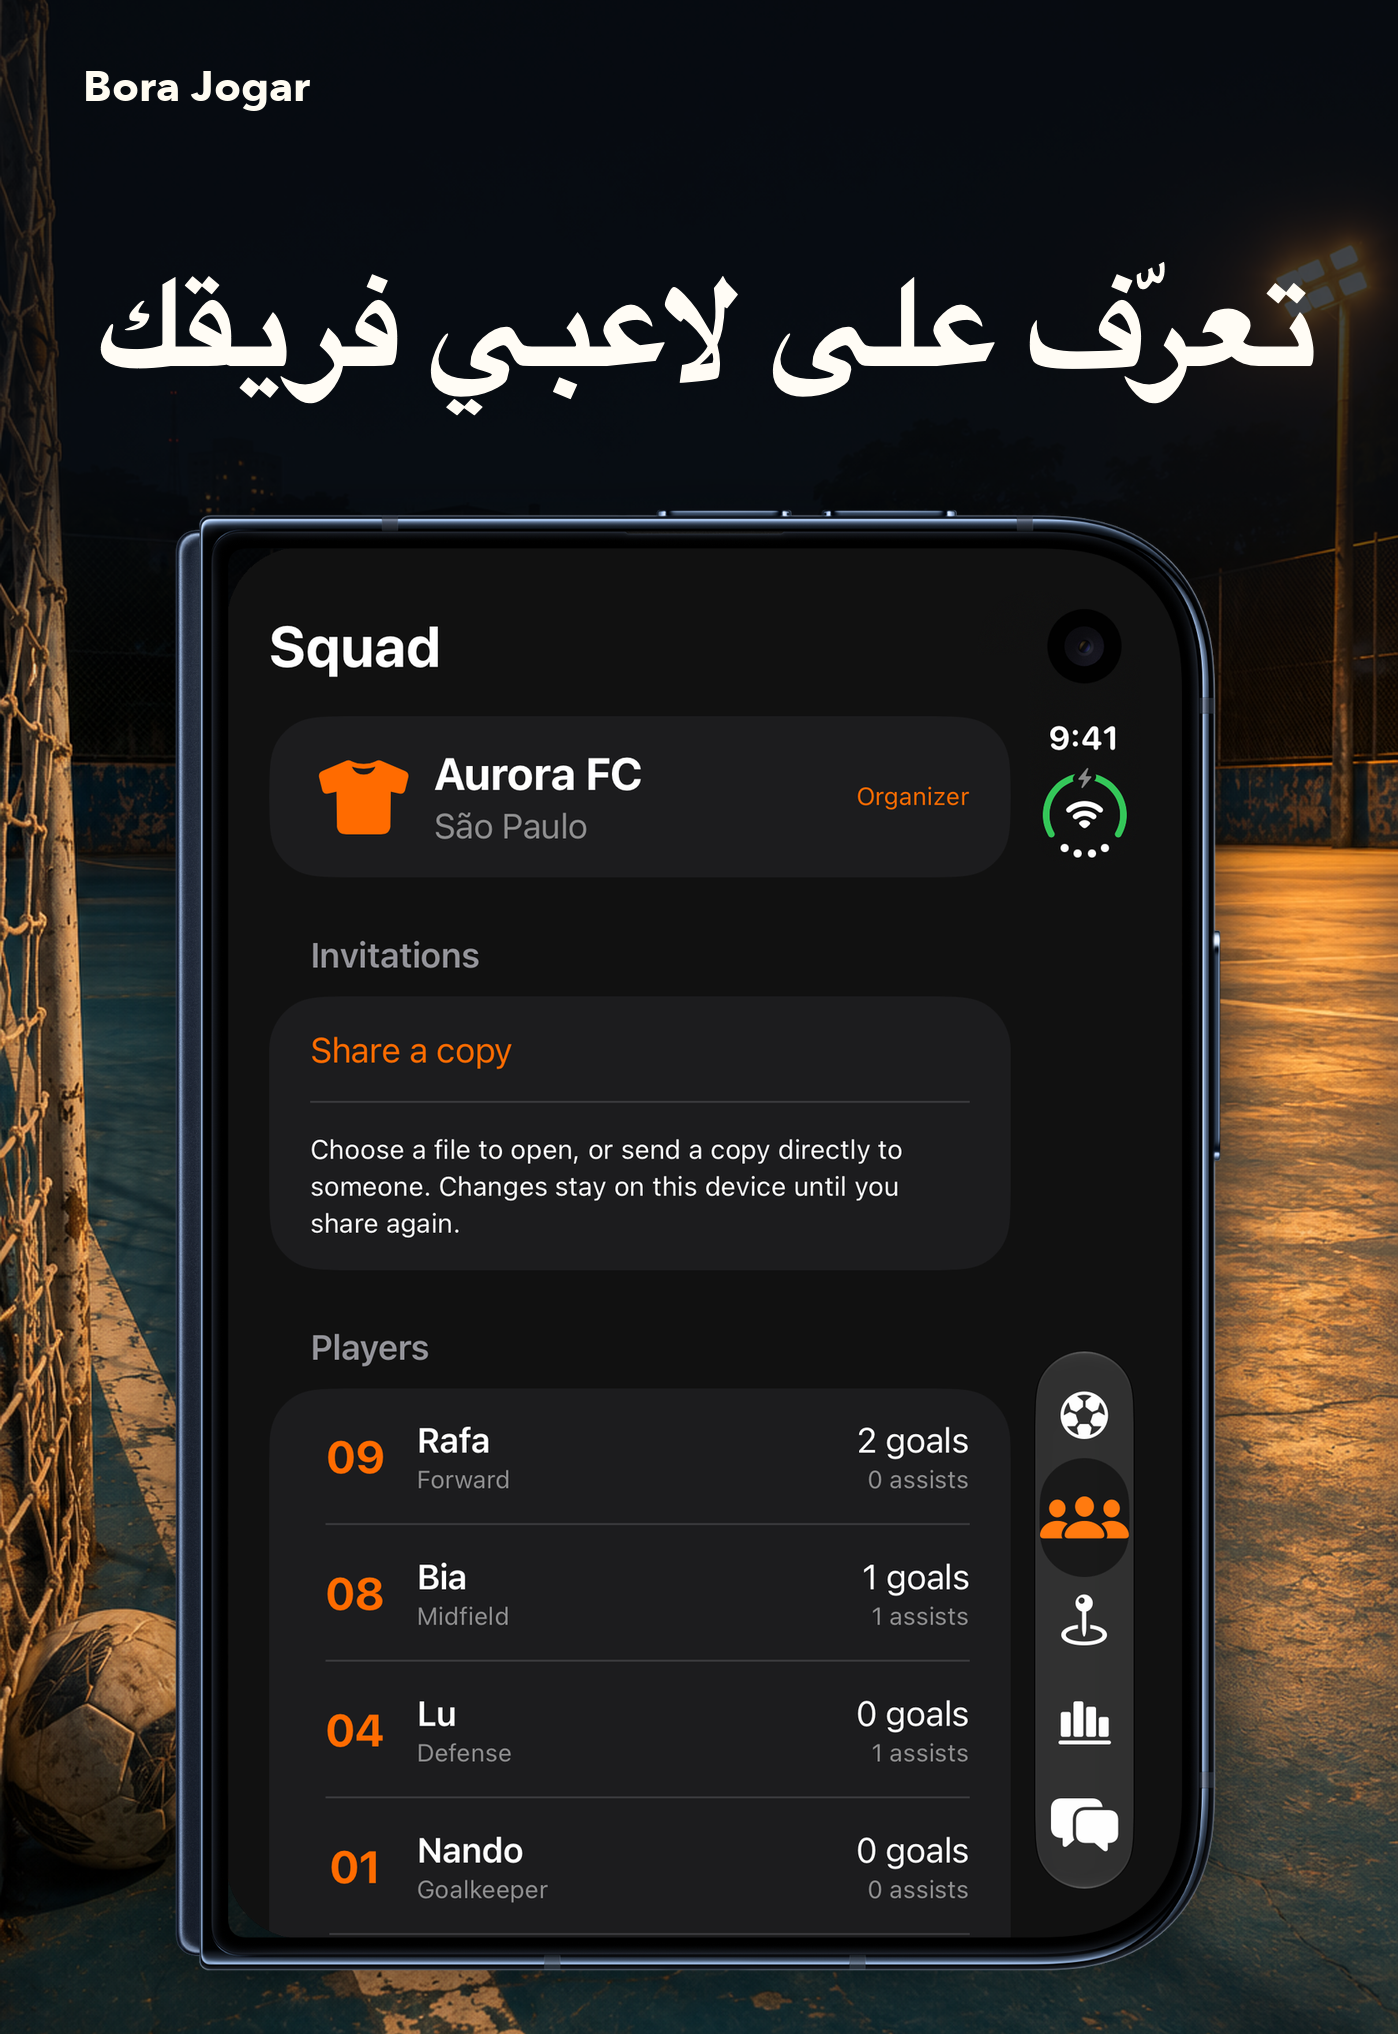 Bora Jogar
تعرّف على لاعبي فريقك
Squad
9:41
Aurora FC
São Paulo
Organizer
Invitations
Share a copy
Choose a file to open, or send a copy directly to
someone. Changes stay on this device until you
share again.
Players
09 Rafa 2 goals
Forward 0 assists
08 Bia 1 goals
Midfield 1 assists
04 Lu 0 goals
Defense 1 assists
01 Nando 0 goals
Goalkeeper 0 assists